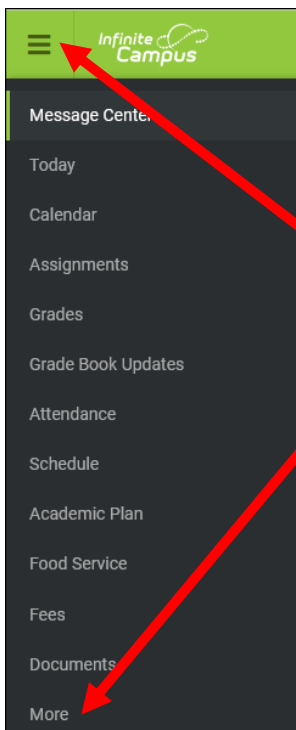 Infinite
Campus
Message Center
Today
Calendar
Assignments
Grades
Grade Book Updates
Attendance
Schedule
Academic Plan
Food Service
Fees
Documents
More